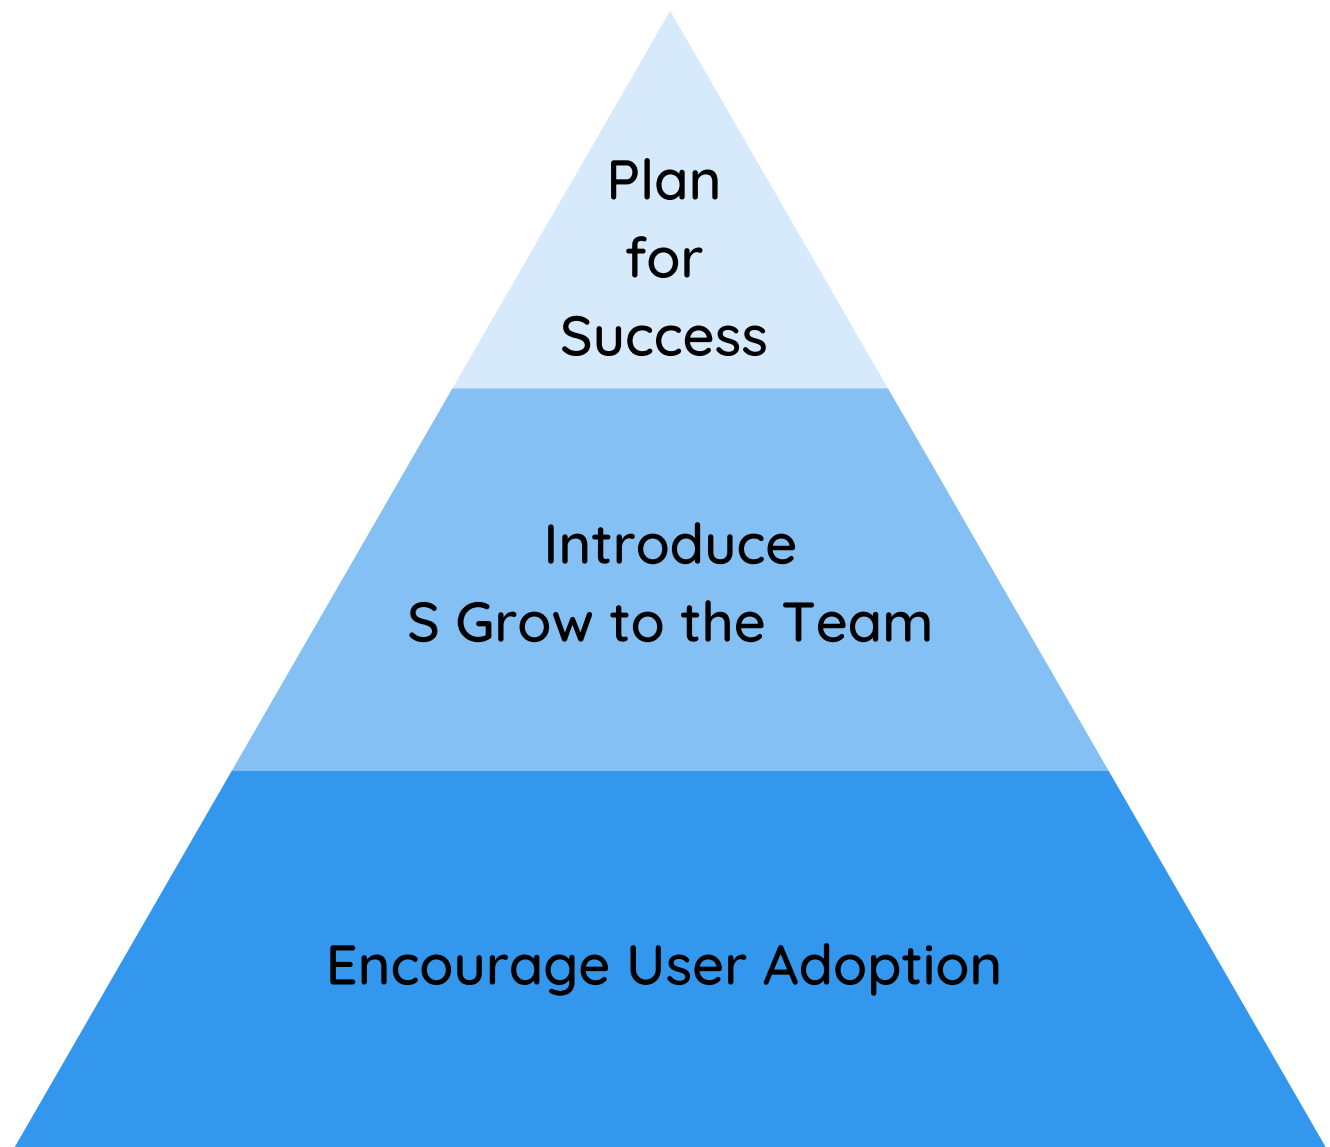 Plan
for
Success
Introduce
S Grow to the Team
Encourage User Adoption